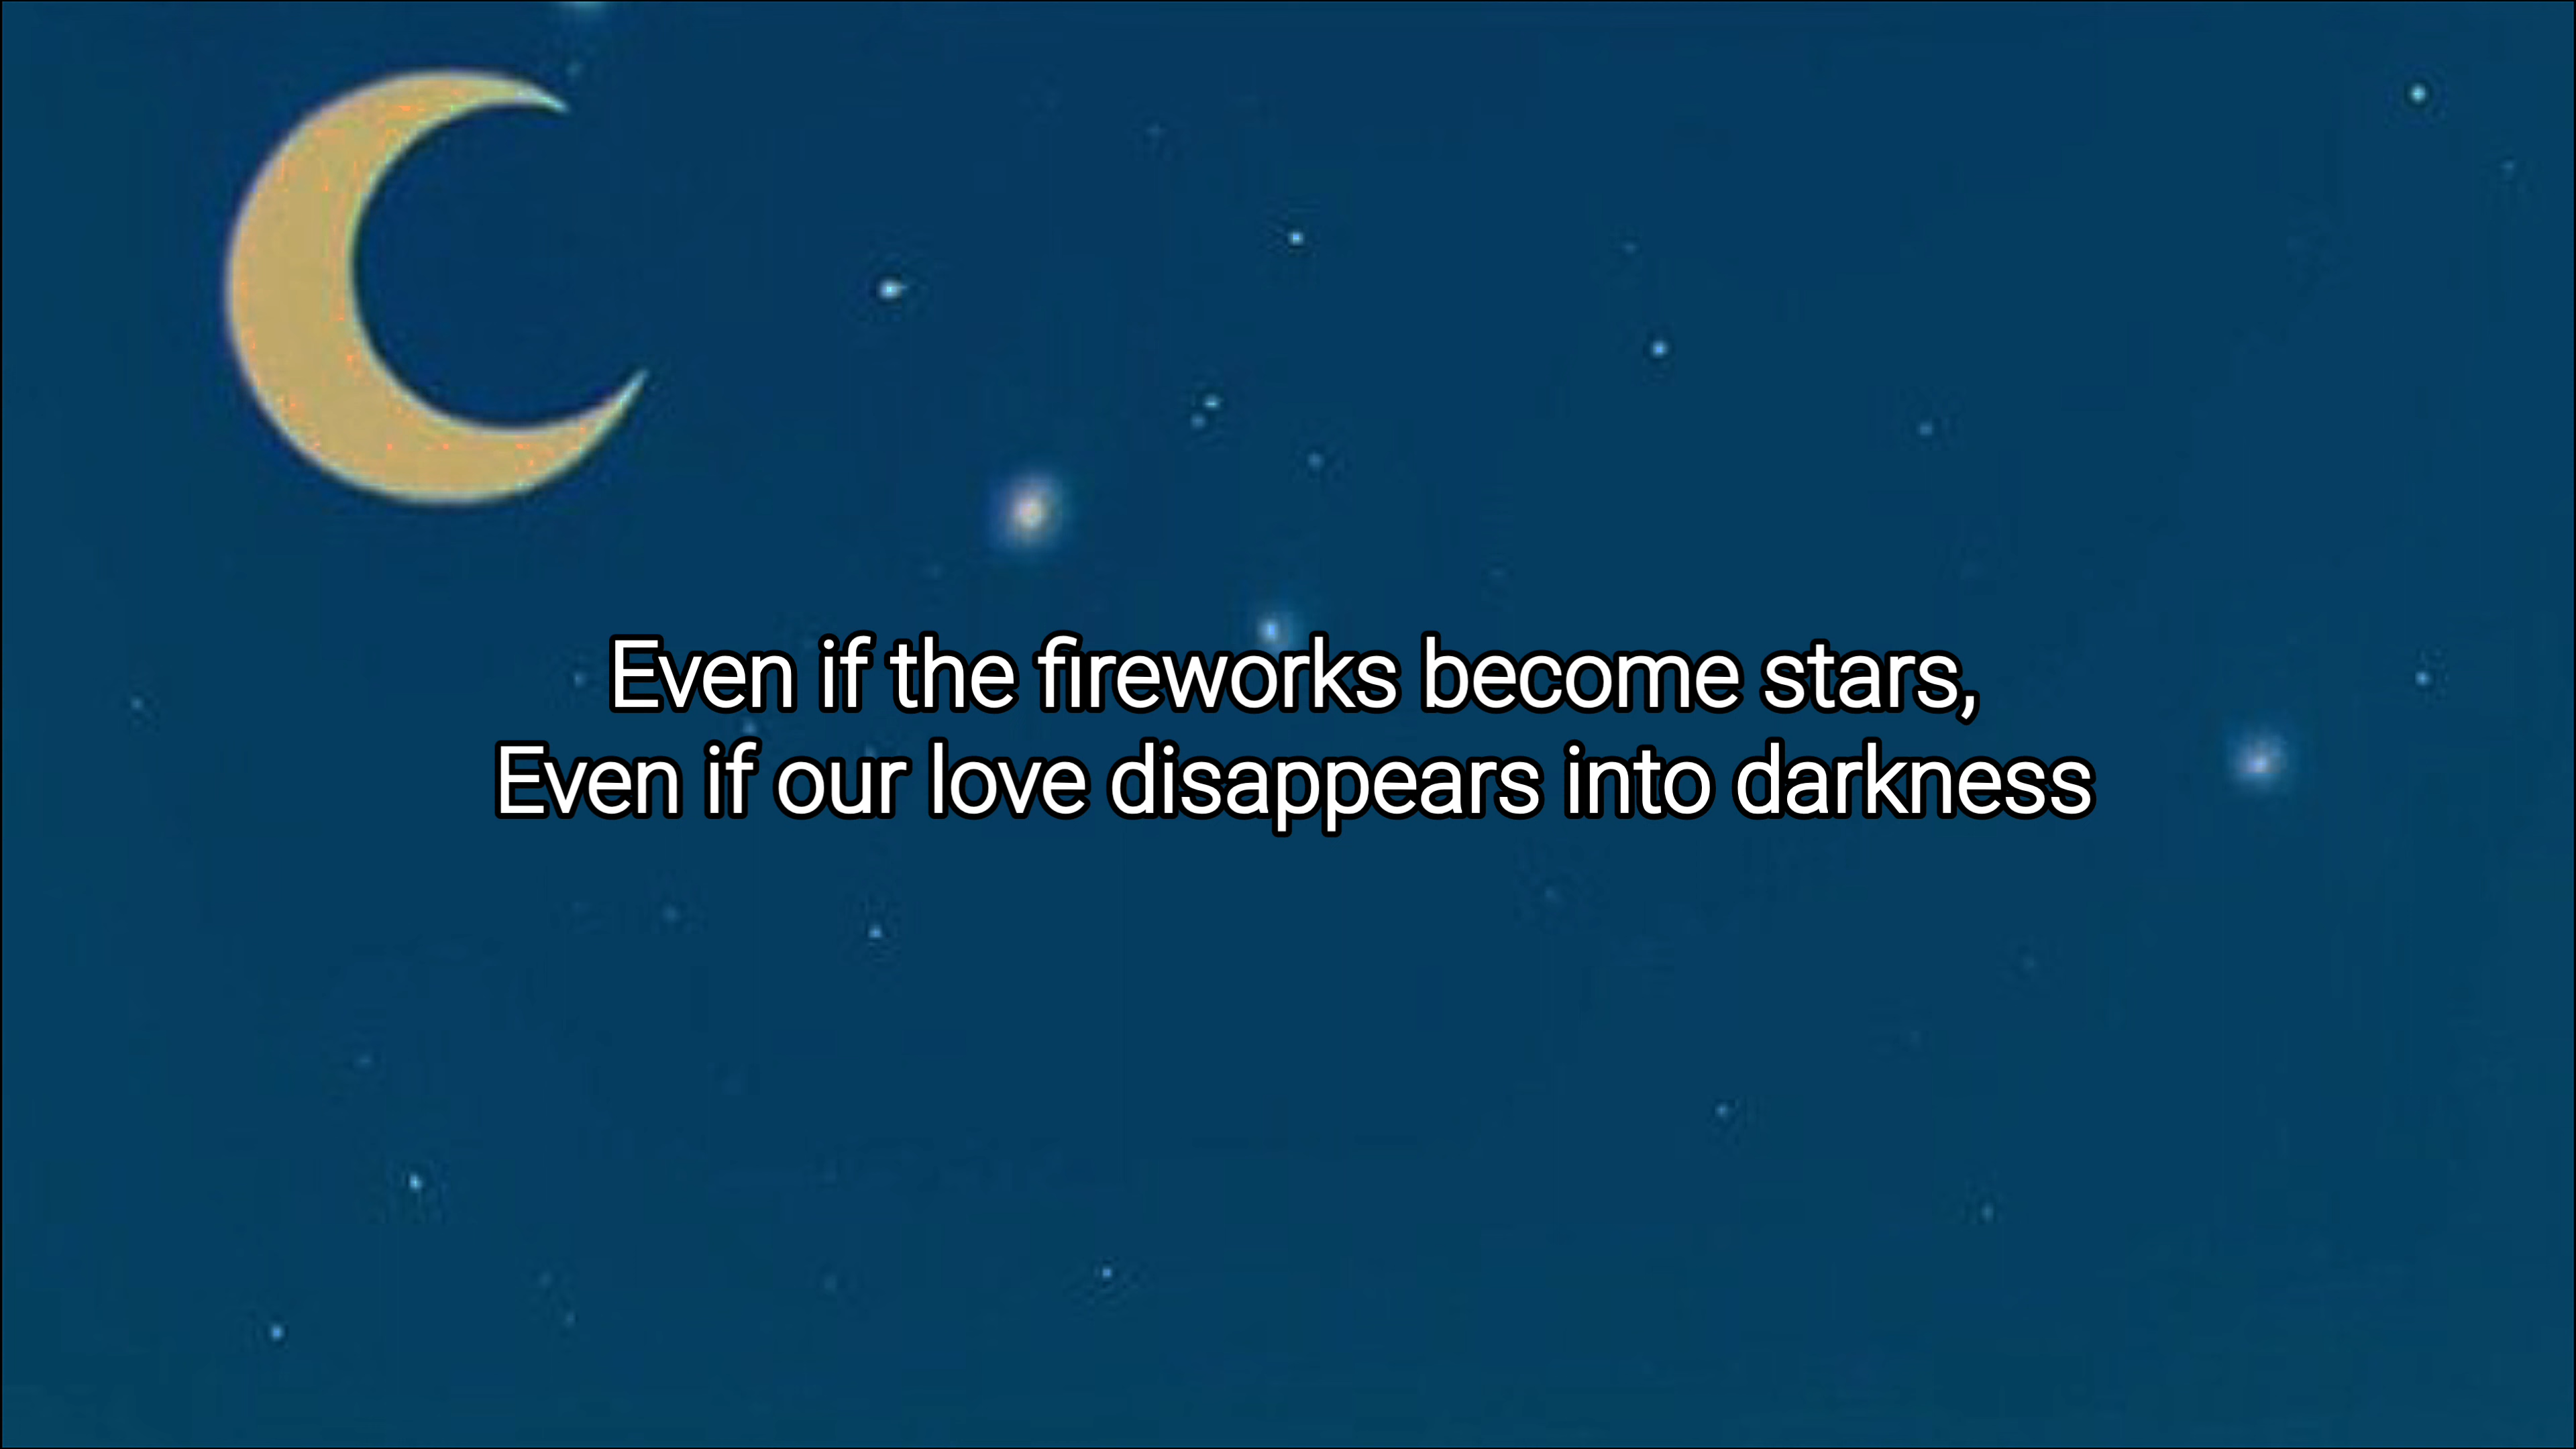 Even if the fireworks become stars,
Even if our love disappears into darkness